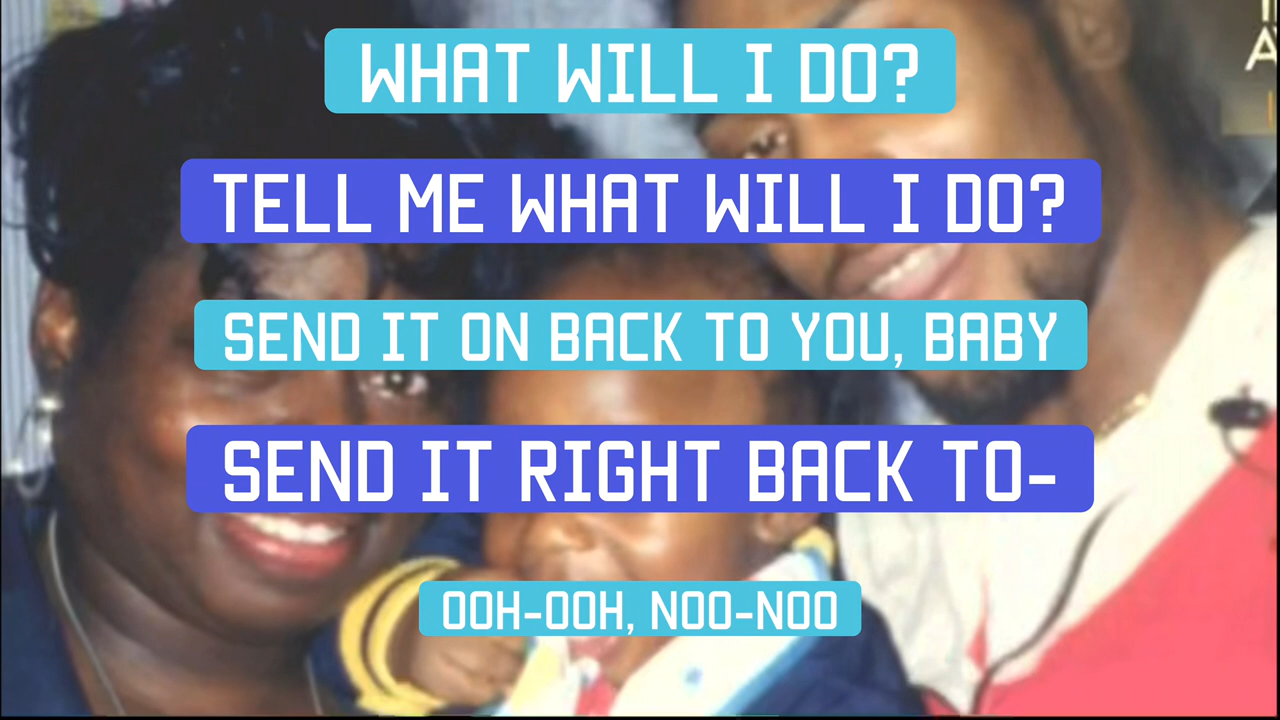 WHAT WILL I DO?
TELL ME WHAT WILL I DO?
SEND IT ON BACK TO YOU, BABY
SEND IT RIGHT BACK TO-
OOH-OOH, NOO-NOO